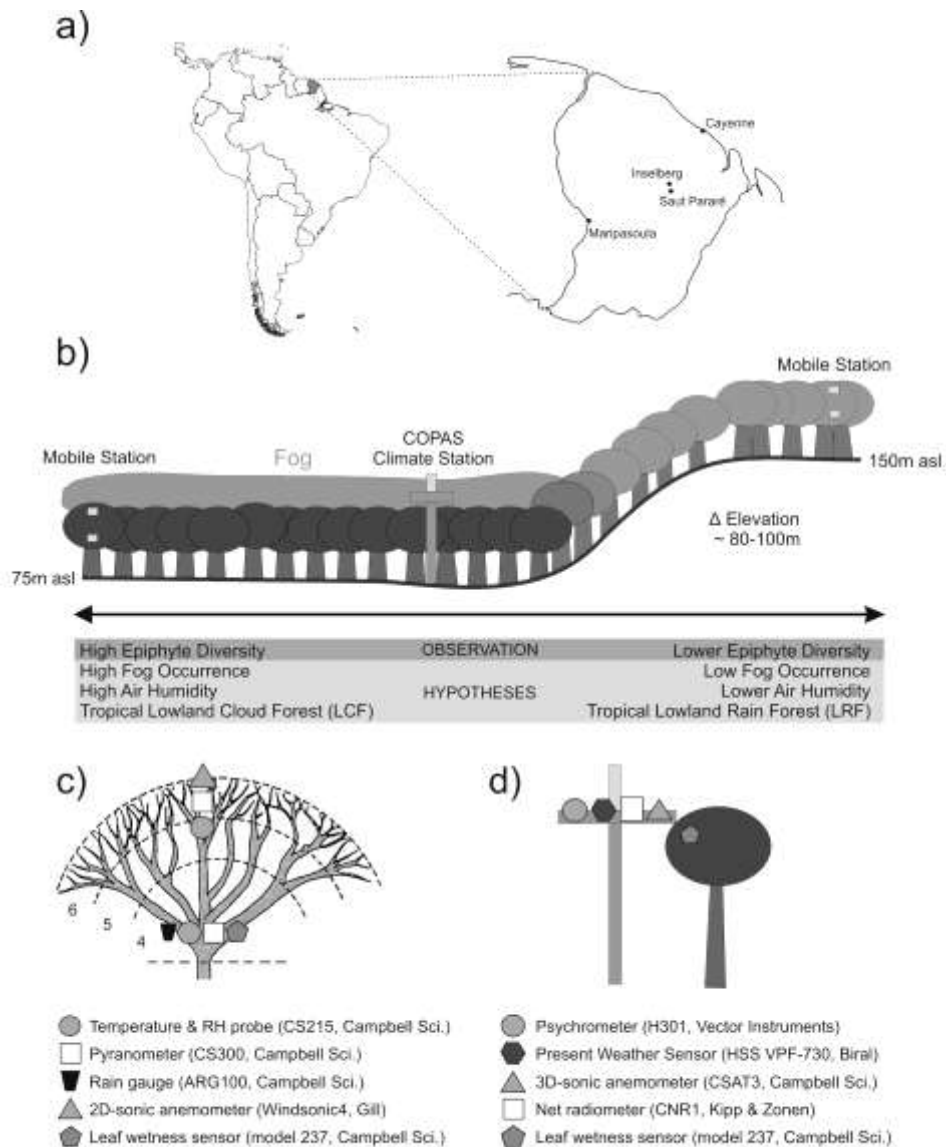 a)
Cayenne
Inselberg
Saut Pararé
Maripasoula
b)
Mobile Station
COPAS
Climate Station
Mobile Station
Fog
150m asl
Δ Elevation
~ 80-100m
75m asl
High Epiphyte Diversity OBSERVATION Lower Epiphyte Diversity
High Fog Occurrence Low Fog Occurrence
High Air Humidity HYPOTHESES Lower Air Humidity
Tropical Lowland Cloud Forest (LCF) Tropical Lowland Rain Forest (LRF)
c)
6
5
4
Temperature & RH probe (CS215, Campbell Sci.)
Pyranometer (CS300, Campbell Sci.)
Rain gauge (ARG100, Campbell Sci.)
2D-sonic anemometer (Windsonic4, Gill)
Leaf wetness sensor (model 237, Campbell Sci.)
d)
Psychrometer (H301, Vector Instruments)
Present Weather Sensor (HSS VPF-730, Biral)
3D-sonic anemometer (CSAT3, Campbell Sci.)
Net radiometer (CNR1, Kipp & Zonen)
Leaf wetness sensor (model 237, Campbell Sci.)